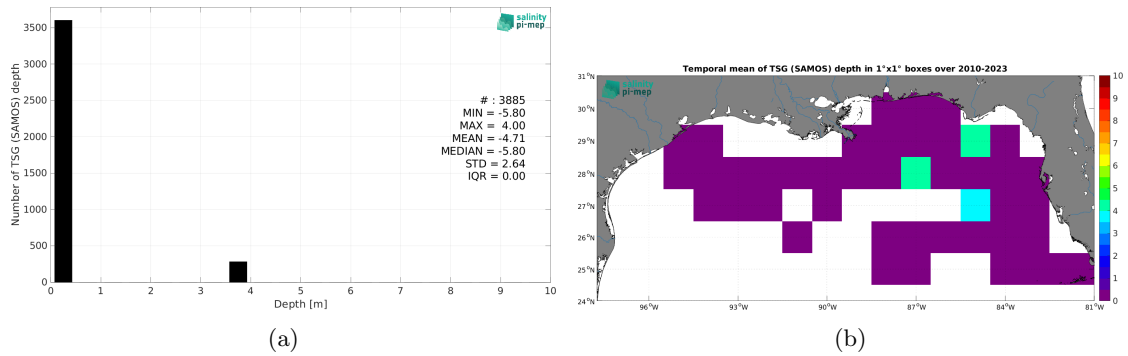 salinity
pi-mep
Number of TSG (SAMOS) depth
3500
3000
2500
2000
1500
1000
500
0
# : 3885
MIN = -5.80
MAX = 4.00
MEAN = -4.71
MEDIAN = -5.80
STD = 2.64
IQR = 0.00
0 1 2 3 4 5 6 7 8 9 10
Depth [m]
(a)
Temporal mean of TSG (SAMOS) depth in 1°x1° boxes over 2010-2023
salinity
pi-mep
31°N
30°N
29°N
28°N
27°N
26°N
25°N
24°N
96°W 93°W 90°W 87°W 84°W 81°W
10
9
8
7
6
5
4
3
2
1
0
(b)